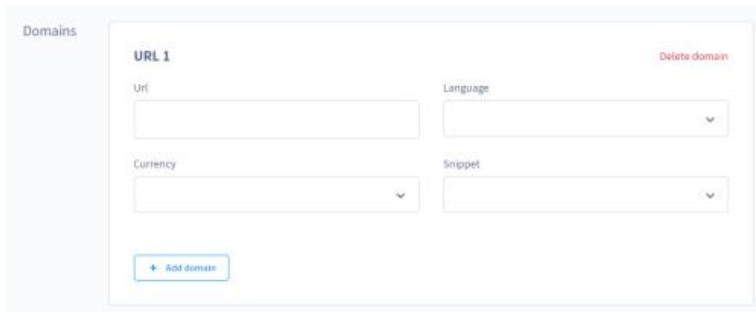 Domains
URL 1
Delete domain
Url
Language
Currency
Snippet
+ Add domain